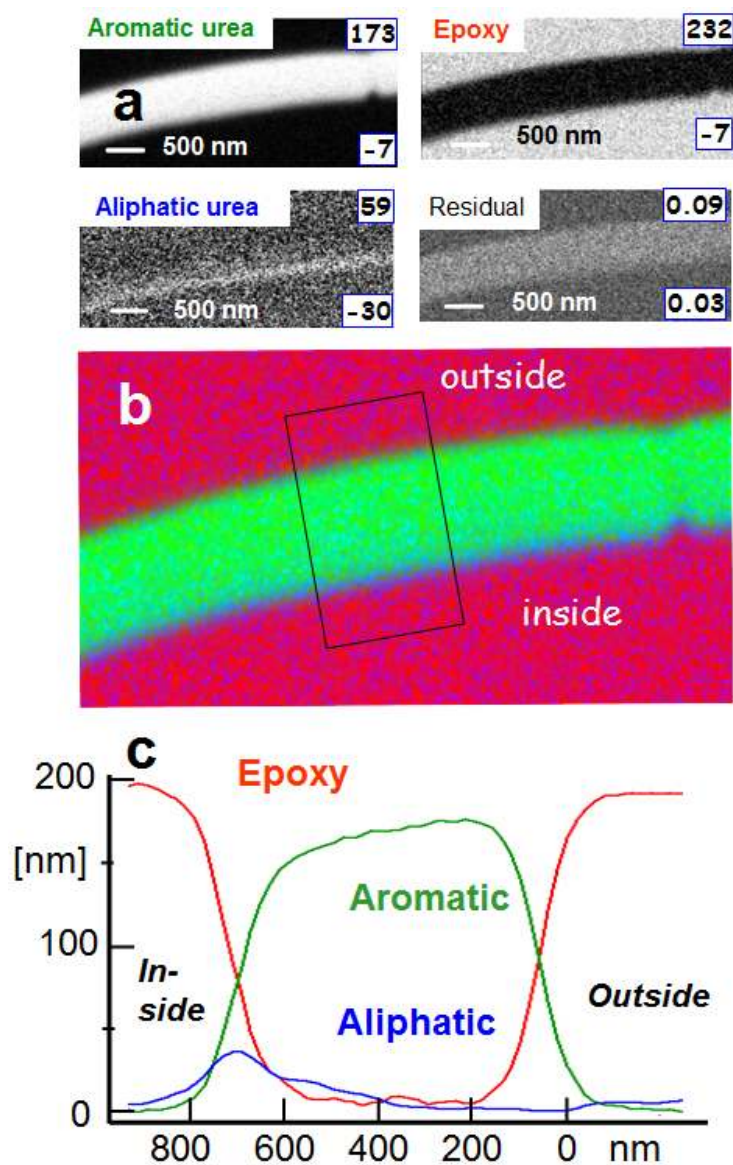 Aromatic urea 173
a
500 nm -7
Epoxy 232
500 nm -7
Aliphatic urea 59
500 nm -30
Residual 0.09
500 nm 0.03
b
outside
inside
c
200
Epoxy
[nm]
Aromatic
100
In-
side
Outside
Aliphatic
0
800 600 400 200 0 nm